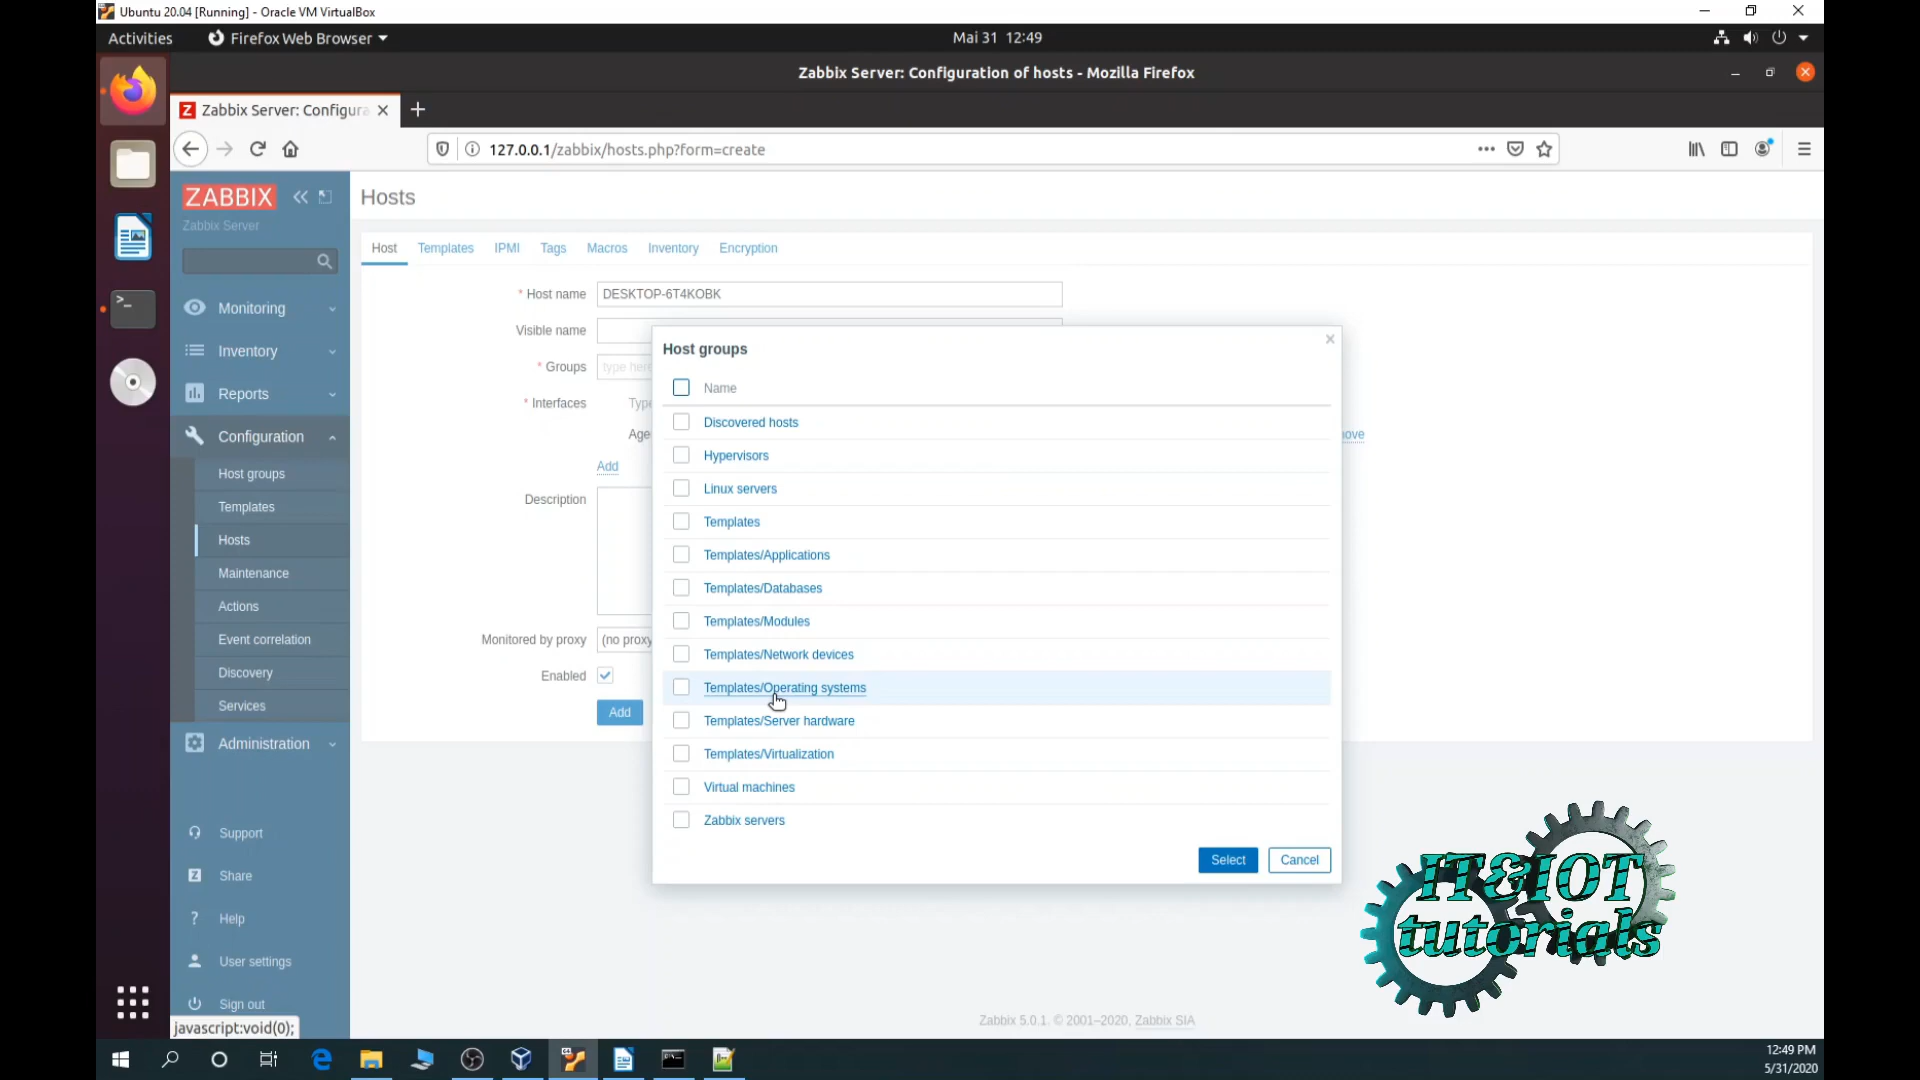 Ubuntu 20.04 [Running] - Oracle VM VirtualBox
Activities
Firefox Web Browser
Mai 31 12:49
Zabbix Server: Configuration of hosts - Mozilla Firefox
Zabbix Server: Configura
127.0.0.1/zabbix/hosts.php?form=create
ZABBIX
Zabbix Server
Monitoring
Inventory
Reports
Configuration
Host groups
Templates
Hosts
Maintenance
Actions
Event correlation
Discovery
Services
Administration
Support
Share
Help
User settings
Sign out
javascript:void(0);
Hosts
Host Templates IPMI Tags Macros Inventory Encryption
* Host name DESKTOP-6T4KOBK
Visible name
* Groups type here
* Interfaces Type
Age
ove
Add
Description
Monitored by proxy (no proxy
Enabled
Add
Host groups
Name
Discovered hosts
Hypervisors
Linux servers
Templates
Templates/Applications
Templates/Databases
Templates/Modules
Templates/Network devices
Templates/Operating systems
Templates/Server hardware
Templates/Virtualization
Virtual machines
Zabbix servers
Select Cancel
IT&IOT
tutorials
Zabbix 5.0.1. © 2001–2020, Zabbix SIA
12:49 PM
5/31/2020